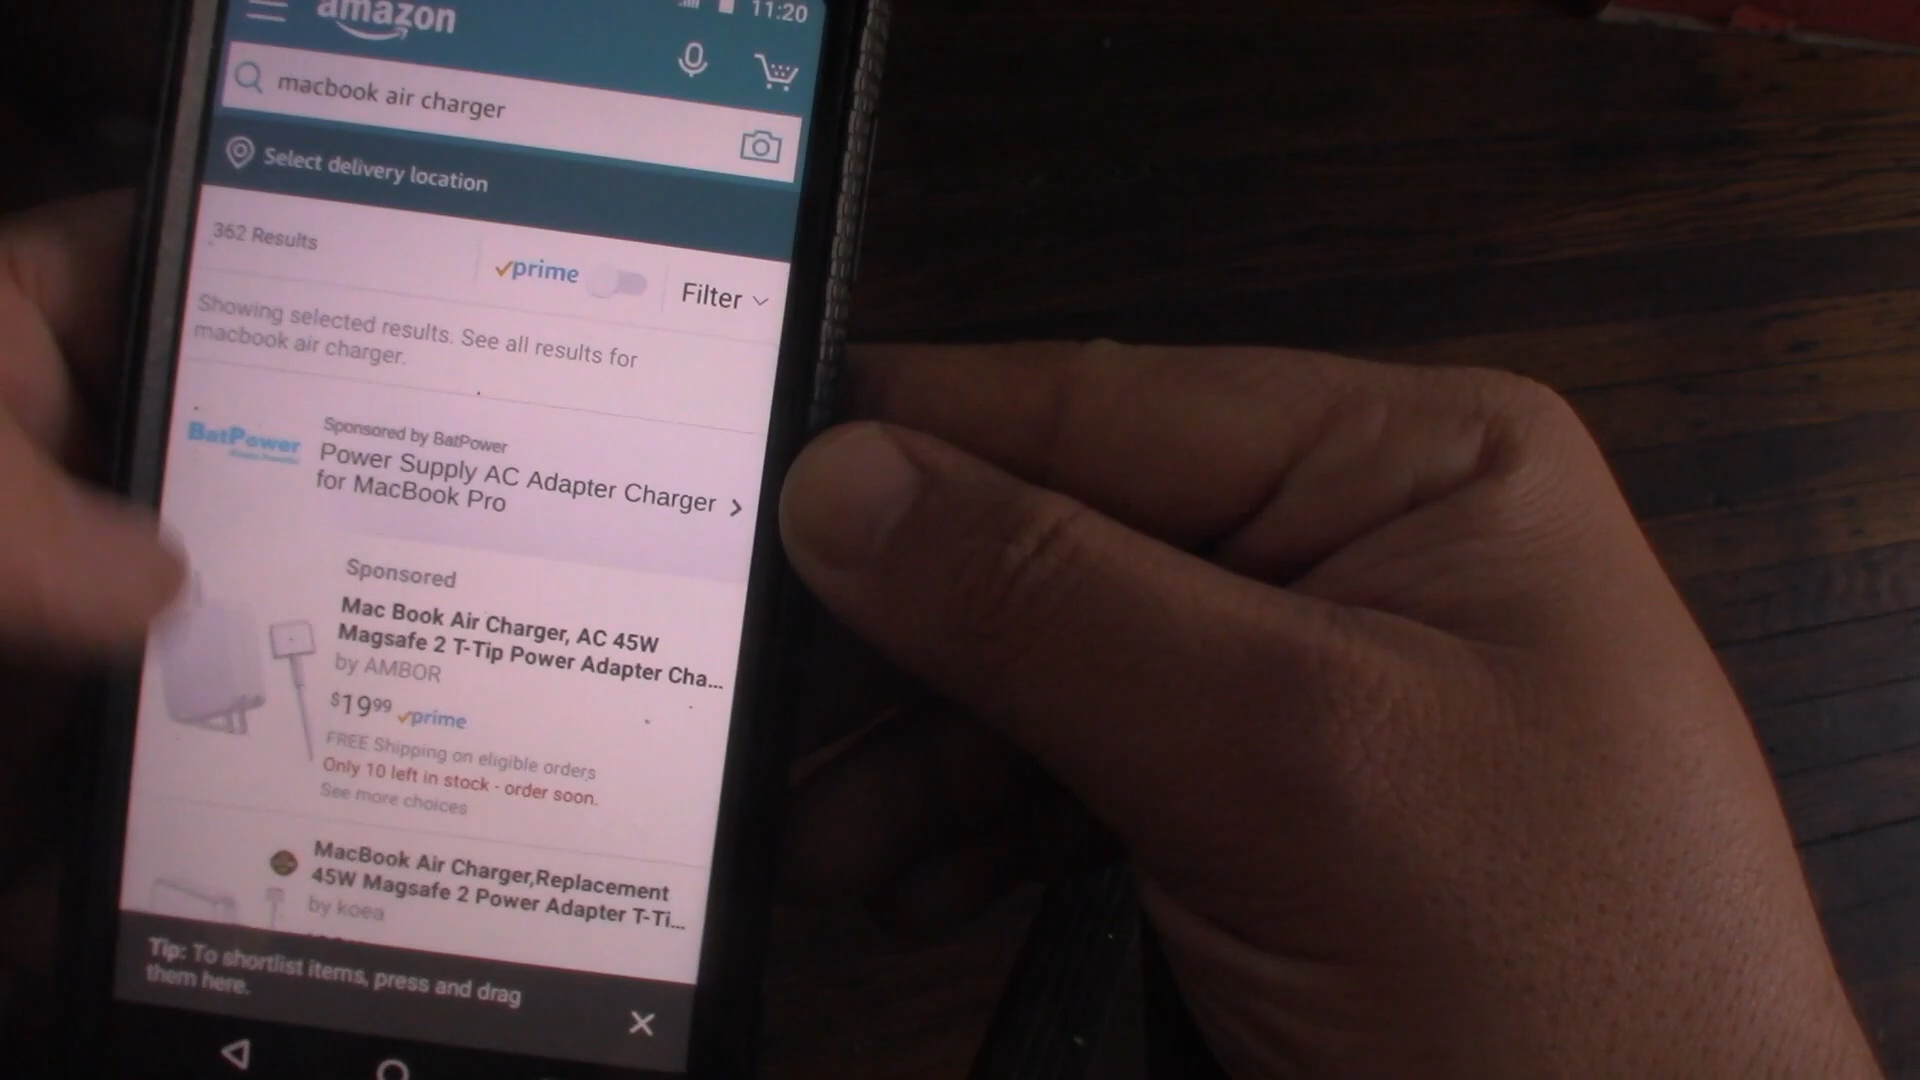 amazon
11:20
macbook air charger
Select delivery location
362 Results
prime
Filter
Showing selected results. See all results for
macbook air charger.
BatPower
Sponsored by BatPower
Power Supply AC Adapter Charger
for MacBook Pro
Sponsored
Mac Book Air Charger, AC 45W
Magsafe 2 T-Tip Power Adapter Cha...
by AMBOR
$19.99 prime
FREE Shipping on eligible orders
Only 10 left in stock - order soon.
See more choices
MacBook Air Charger,Replacement
45W Magsafe 2 Power Adapter T-Ti...
by koea
Tip: To shortlist items, press and drag
them here.